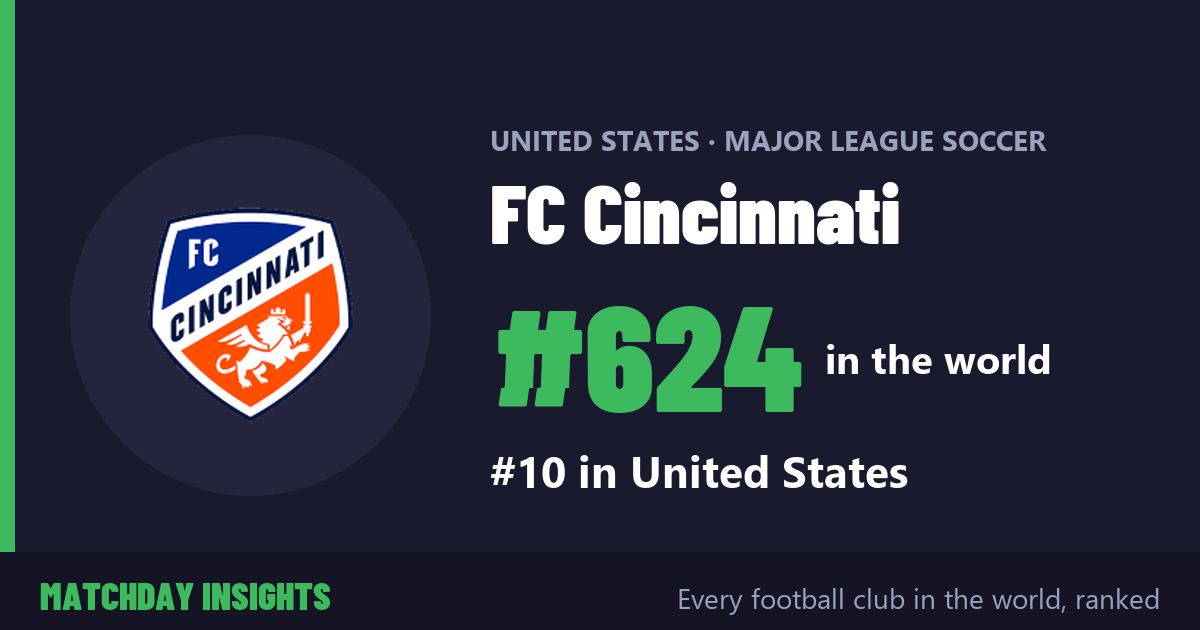 UNITED STATES · MAJOR LEAGUE SOCCER
FC Cincinnati
FC
CINCINNATI
#624 in the world
#10 in United States
MATCHDAY INSIGHTS
Every football club in the world, ranked